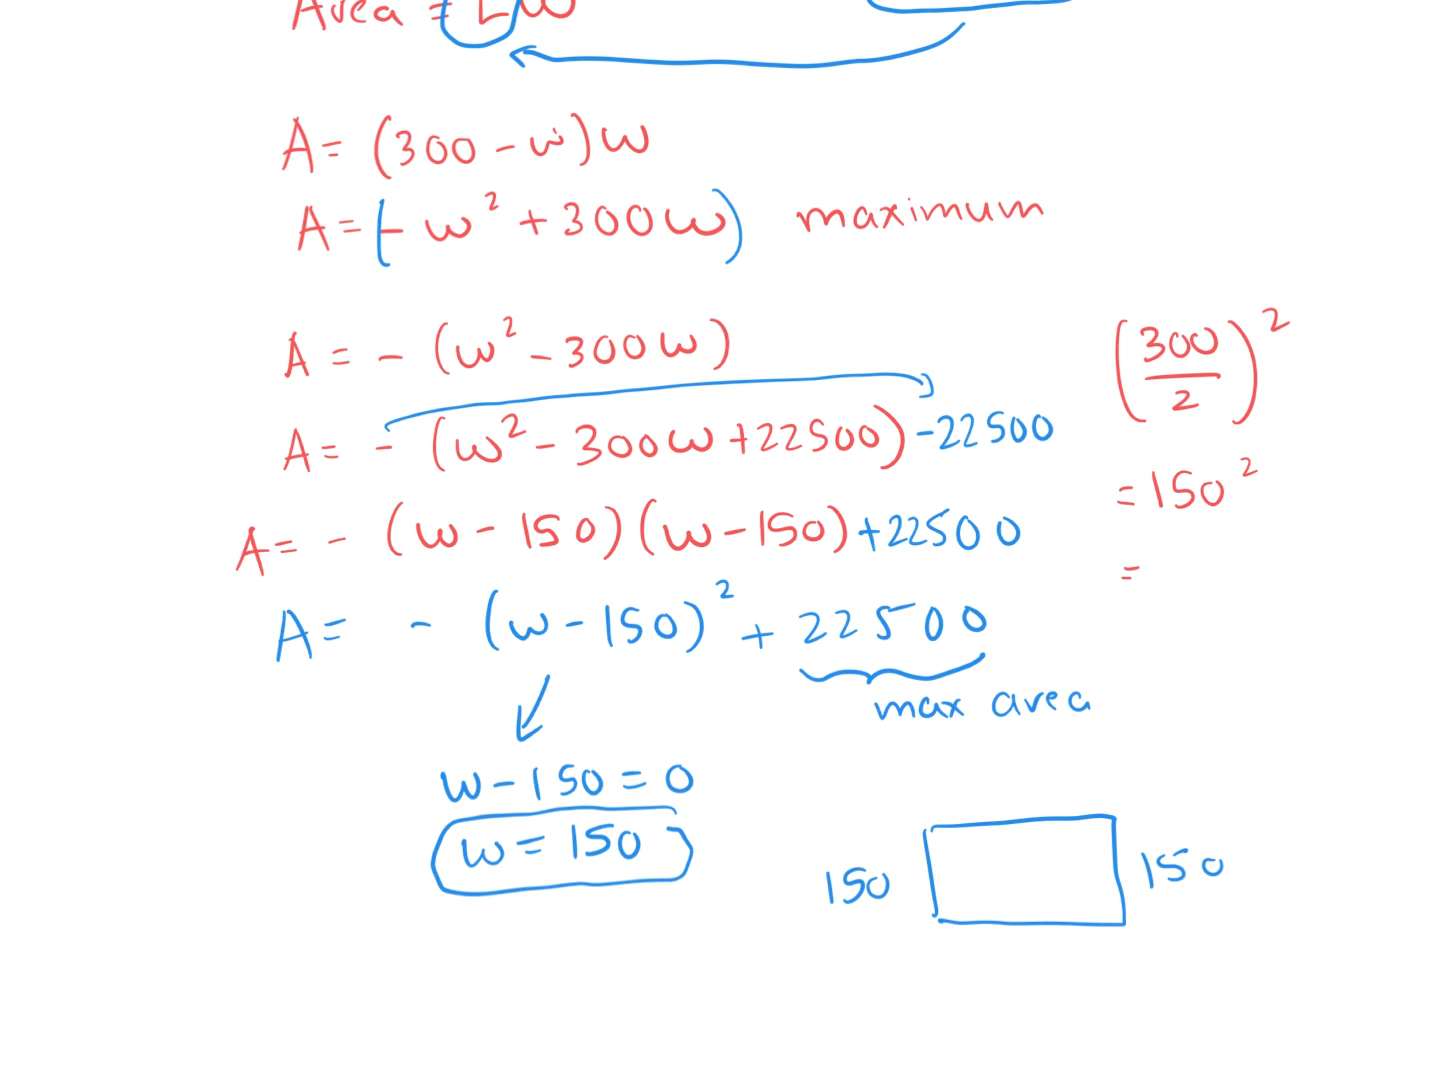 Area = LW
A = (300 - w)w
A = (- w² + 300w) maximum
A = - (w² - 300w)
(300/2)²
A = - (w² - 300w + 22500) - 22500
= 150²
A = - (w - 150)(w - 150) + 22500
=
A = - (w - 150)² + 22500
max area
w - 150 = 0
w = 150
150 150